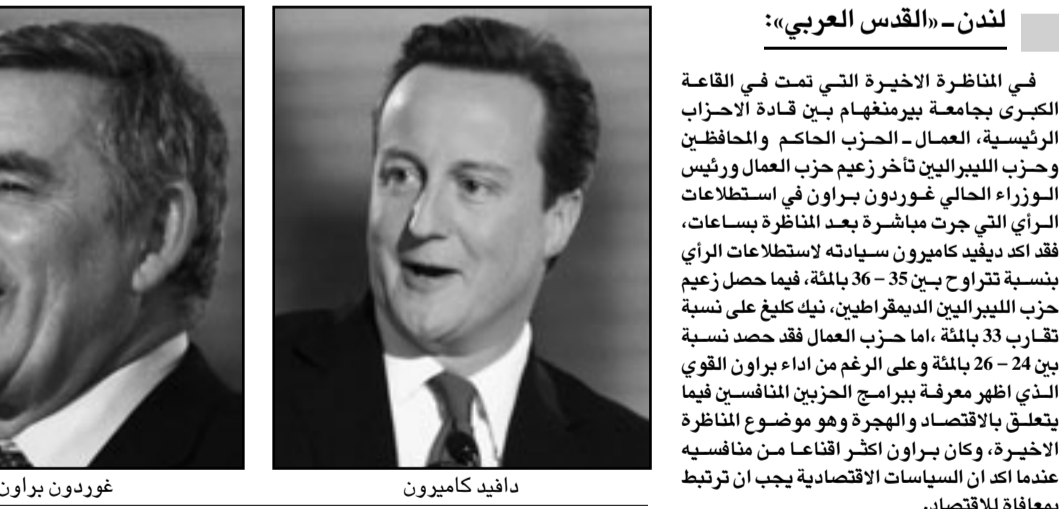 لندن ـ «القدس العربي»:
في المناظرة الاخيرة التي تمت في القاعة
الكبرى بجامعة بيرمنغهام بين قادة الاحزاب
الرئيسية، العمال ـ الحزب الحاكم والمحافظين
وحزب الليبراليين تأخر زعيم حزب العمال ورئيس
الوزراء الحالي غوردون براون في استطلاعات
الرأي التي جرت مباشرة بعد المناظرة بساعات،
فقد اكد ديفيد كاميرون سيادته لاستطلاعات الرأي
بنسبة تتراوح بين 35 – 36 بالمئة، فيما حصل زعيم
حزب الليبراليين الديمقراطيين، نيك كليغ على نسبة
تقارب 33 بالمئة ،اما حزب العمال فقد حصد نسبة
بين 24 – 26 بالمئة وعلى الرغم من اداء براون القوي
الذي اظهر معرفة ببرامج الحزبين المنافسين فيما
يتعلق بالاقتصاد والهجرة وهو موضوع المناظرة
الاخيرة، وكان براون اكثر اقناعا من منافسيه
عندما اكد ان السياسات الاقتصادية يجب ان ترتبط
بمعافاة للاقتصاد.
دافيد كاميرون
غوردون براون